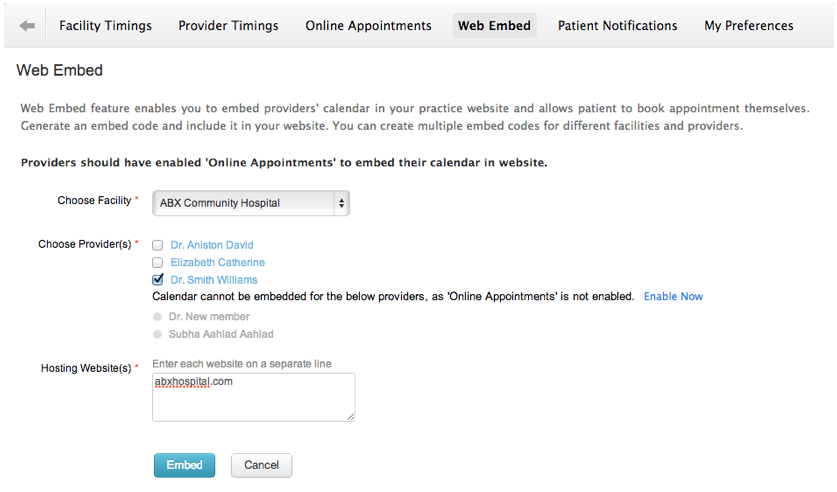 Facility Timings Provider Timings Online Appointments Web Embed Patient Notifications My Preferences
Web Embed
Web Embed feature enables you to embed providers' calendar in your practice website and allows patient to book appointment themselves.
Generate an embed code and include it in your website. You can create multiple embed codes for different facilities and providers.
Providers should have enabled 'Online Appointments' to embed their calendar in website.
Choose Facility * ABX Community Hospital
Choose Provider(s) * Dr. Aniston David
Elizabeth Catherine
Dr. Smith Williams
Calendar cannot be embedded for the below providers, as 'Online Appointments' is not enabled. Enable Now
Dr. New member
Subha Aahlad Aahlad
Hosting Website(s) * Enter each website on a separate line
abxhospital.com
Embed Cancel